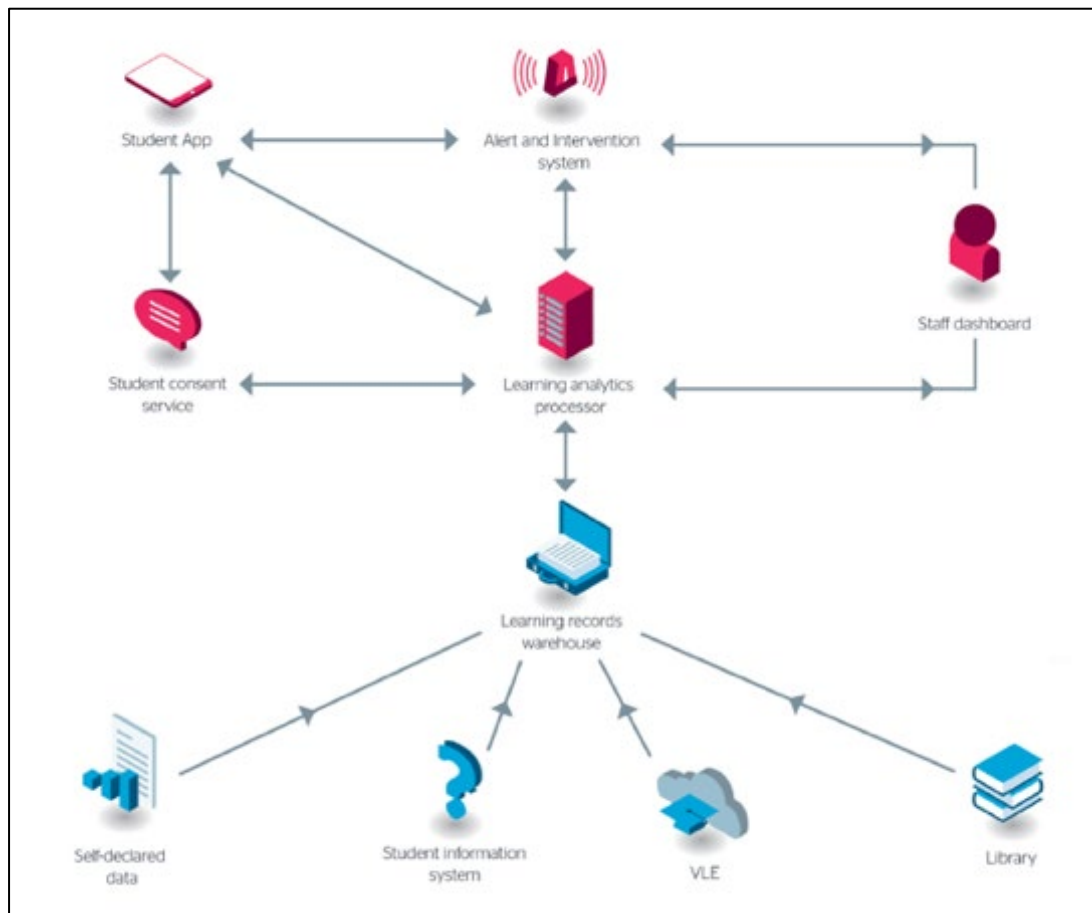 Student App
Alert and Intervention
system
Staff dashboard
Student consent
service
Learning analytics
processor
Learning records
warehouse
Self-declared
data
Student information
system
VLE
Library